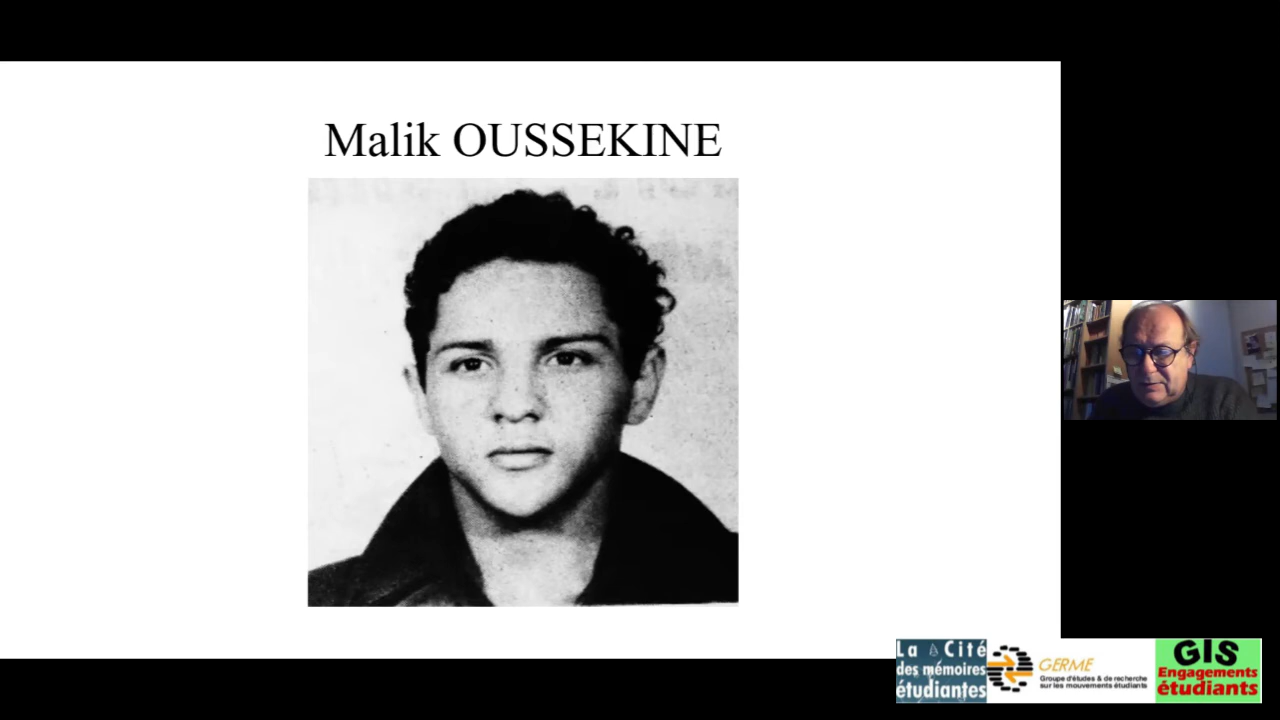 Malik OUSSEKINE
La Cité
des mémoires
étudiantes
GERME
Groupe d'études & de recherche
sur les mouvements étudiants
GIS
Engagements
étudiants